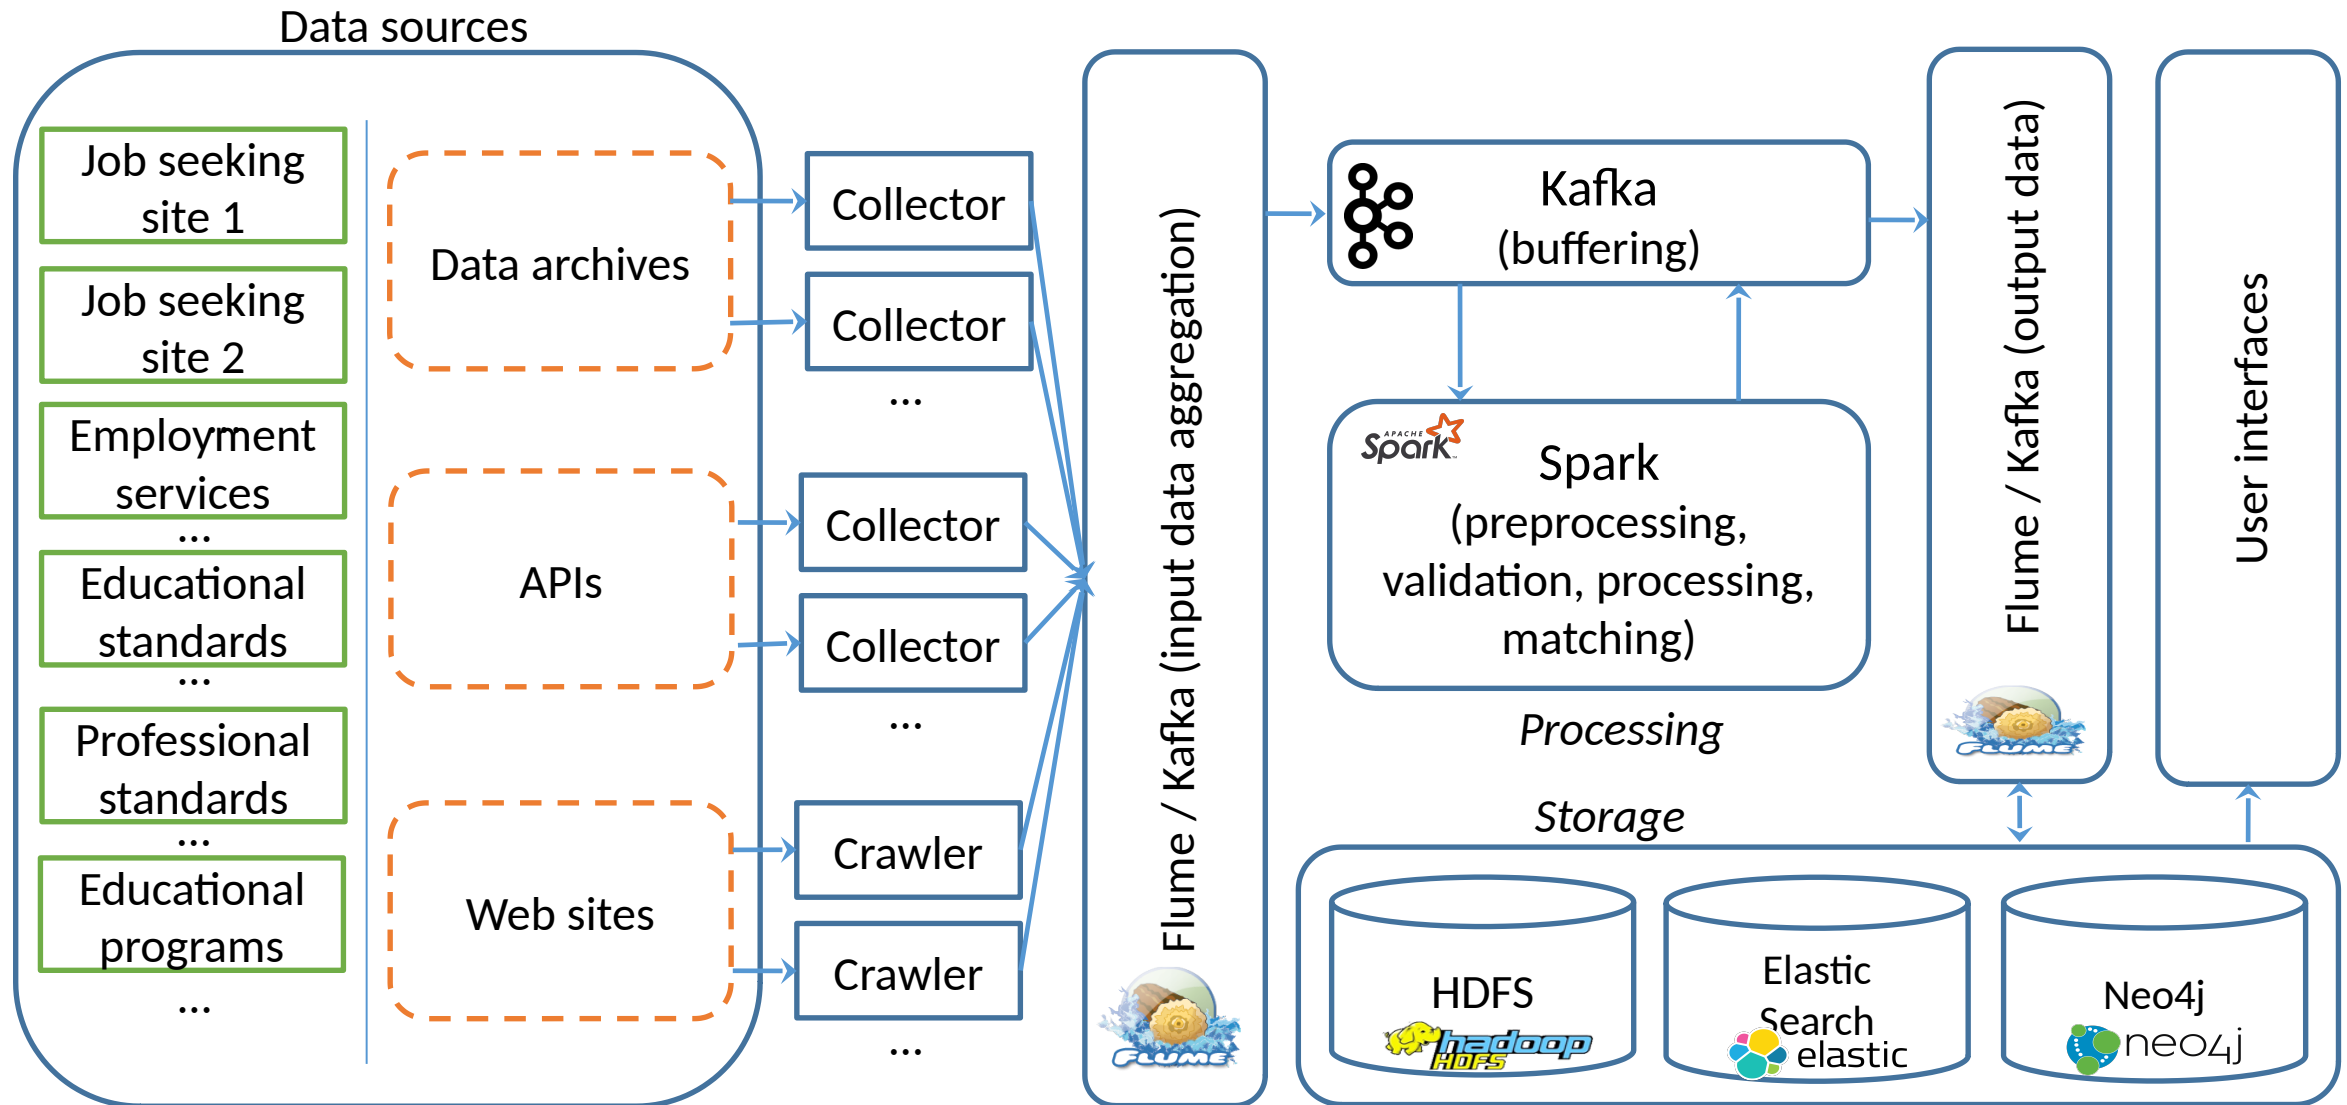 Data sources
Job seeking
site 1
Job seeking
site 2
Employment
services
...
Educational
standards
...
Professional
standards
...
Educational
programs
...
Data archives
APIs
Web sites
Collector
Collector
...
Collector
Collector
...
Crawler
Crawler
...
Flume / Kafka (input data aggregation)
FLUME
Kafka
(buffering)
APACHE
Spark
Spark
(preprocessing,
validation, processing,
matching)
Processing
Storage
Flume / Kafka (output data)
FLUME
User interfaces
HDFS
hadoop
HDFS
Elastic
Search
elastic
Neo4j
neo4j